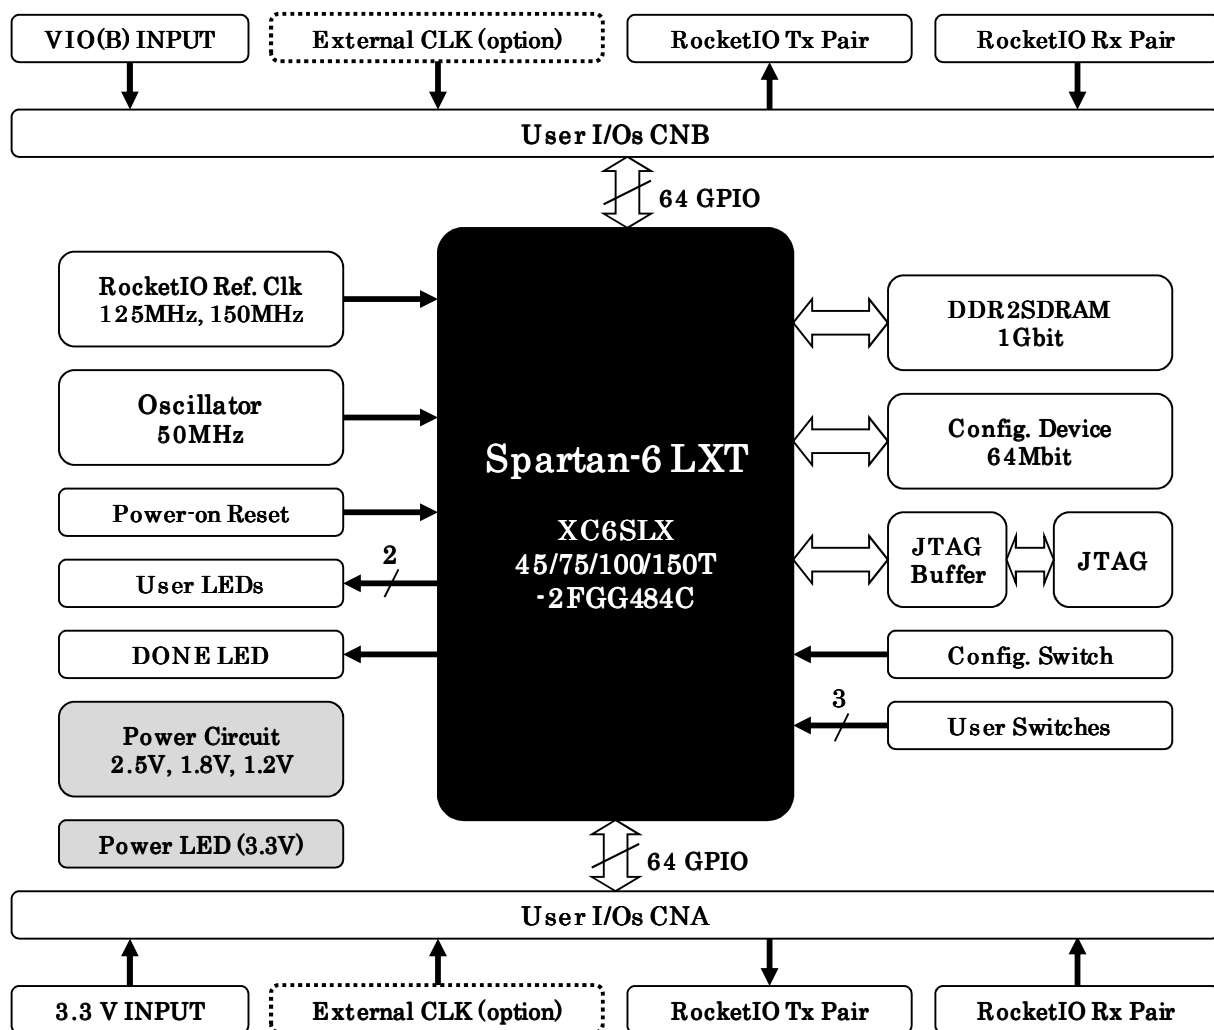 VIO(B) INPUT
External CLK (option)
RocketIO Tx Pair
RocketIO Rx Pair
User I/Os CNB
64 GPIO
RocketIO Ref. Clk
125MHz, 150MHz
Oscillator
50MHz
Power-on Reset
User LEDs
2
DONE LED
Power Circuit
2.5V, 1.8V, 1.2V
Power LED (3.3V)
Spartan-6 LXT
XC6SLX
45/75/100/150T
-2FGG484C
DDR2SDRAM
1Gbit
Config. Device
64Mbit
JTAG
Buffer
JTAG
Config. Switch
3
User Switches
64 GPIO
User I/Os CNA
3.3 V INPUT
External CLK (option)
RocketIO Tx Pair
RocketIO Rx Pair